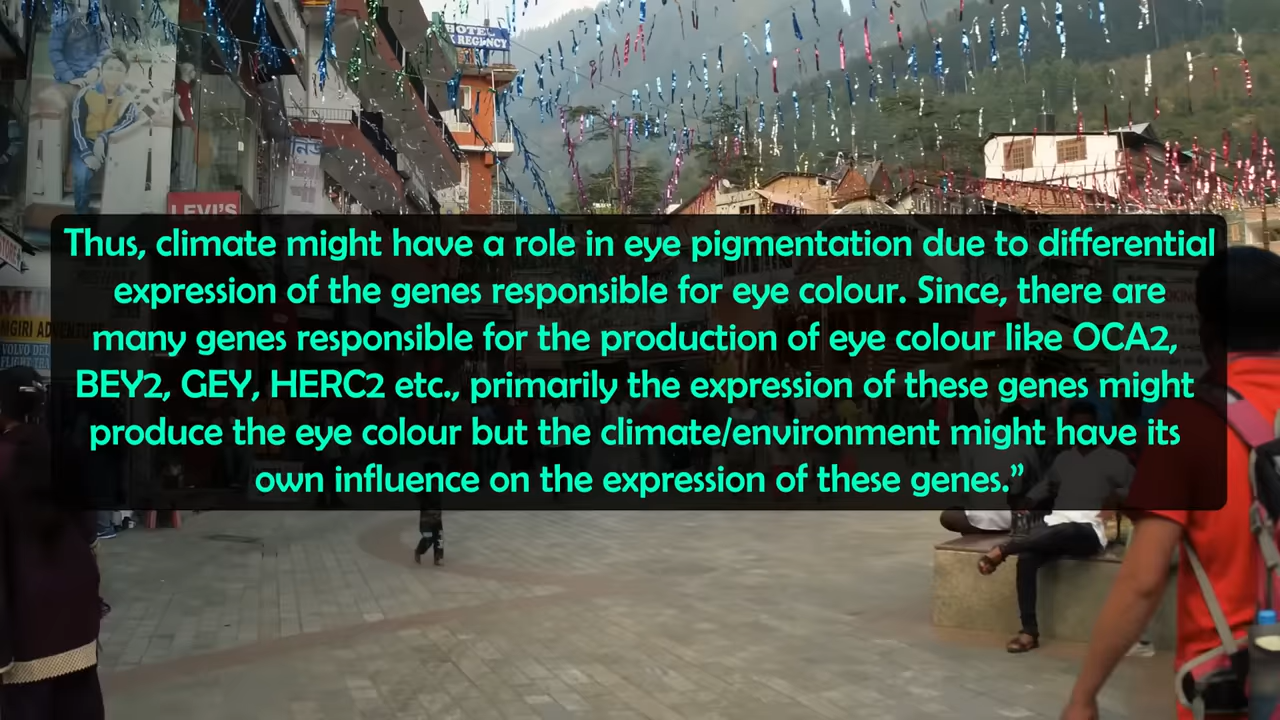 HOTEL
REGENCY
LEVI'S
Thus, climate might have a role in eye pigmentation due to differential
expression of the genes responsible for eye colour. Since, there are
many genes responsible for the production of eye colour like OCA2,
BEY2, GEY, HERC2 etc., primarily the expression of these genes might
produce the eye colour but the climate/environment might have its
own influence on the expression of these genes.”
VOLVO